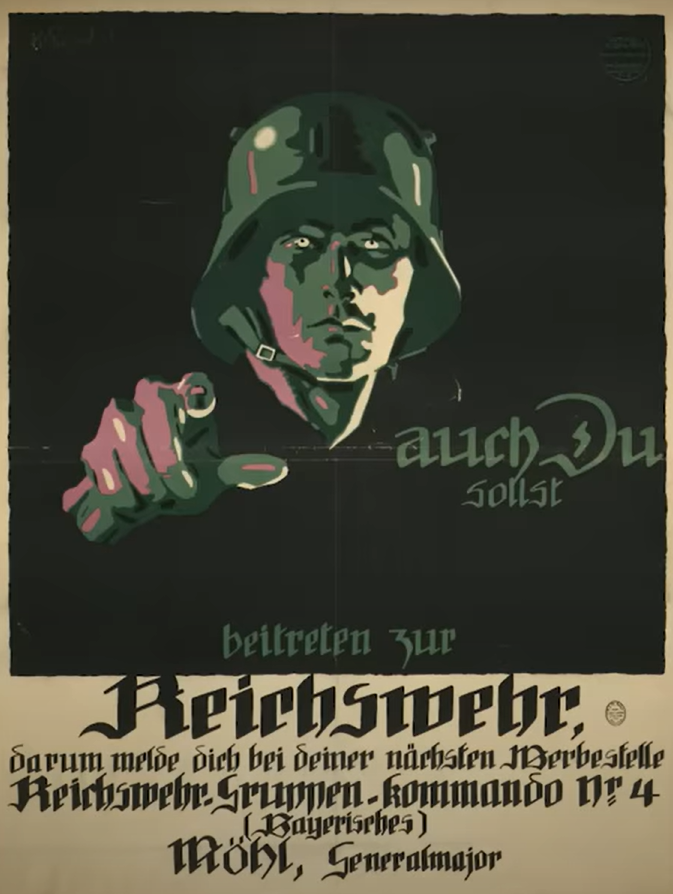 auch Du
sollst
beitreten zur
Reichswehr,
darum melde dich bei deiner nächsten Werbestelle
Reichswehr-Gruppen-kommando Nr 4
(Bayerisches)
Möhl, Generalmajor